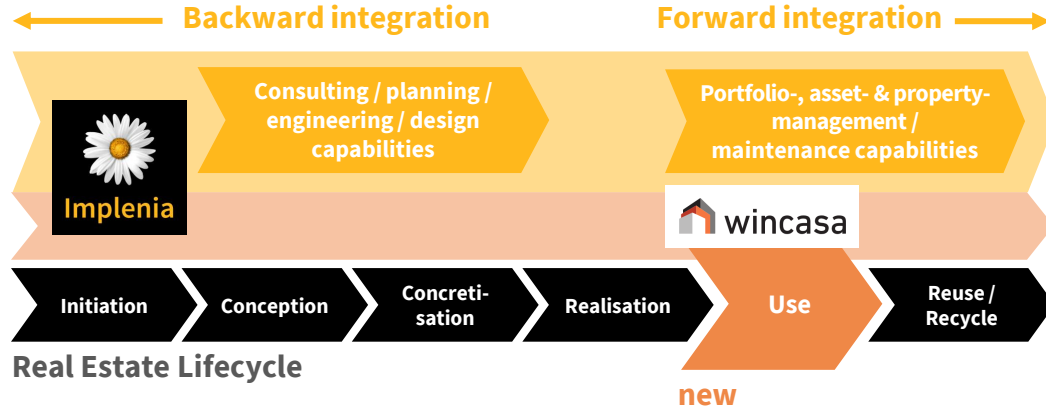 Backward integration
Forward integration
Consulting / planning /
engineering / design
capabilities
Portfolio-, asset- & property-
management /
maintenance capabilities
Implenia
wincasa
Initiation
Conception
Concreti-
sation
Realisation
Use
Reuse /
Recycle
Real Estate Lifecycle
new